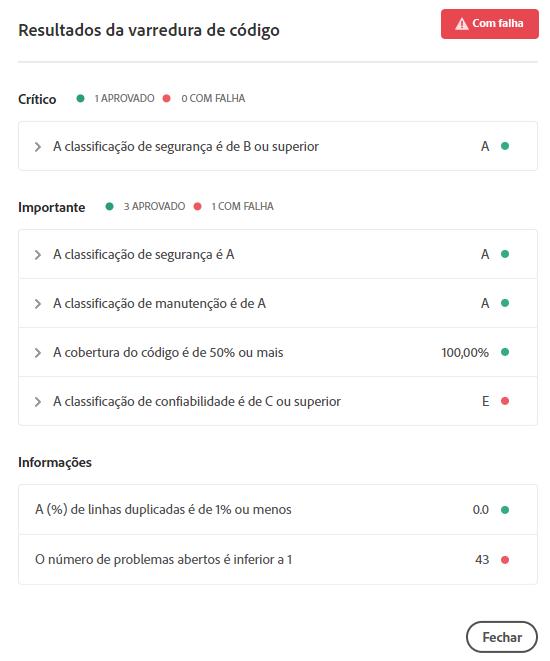 Resultados da varredura de código
Com falha
Crítico 1 APROVADO 0 COM FALHA
A classificação de segurança é de B ou superior A
Importante 3 APROVADO 1 COM FALHA
A classificação de segurança é A A
A classificação de manutenção é de A A
A cobertura do código é de 50% ou mais 100,00%
A classificação de confiabilidade é de C ou superior E
Informações
A (%) de linhas duplicadas é de 1% ou menos 0.0
O número de problemas abertos é inferior a 1 43
Fechar